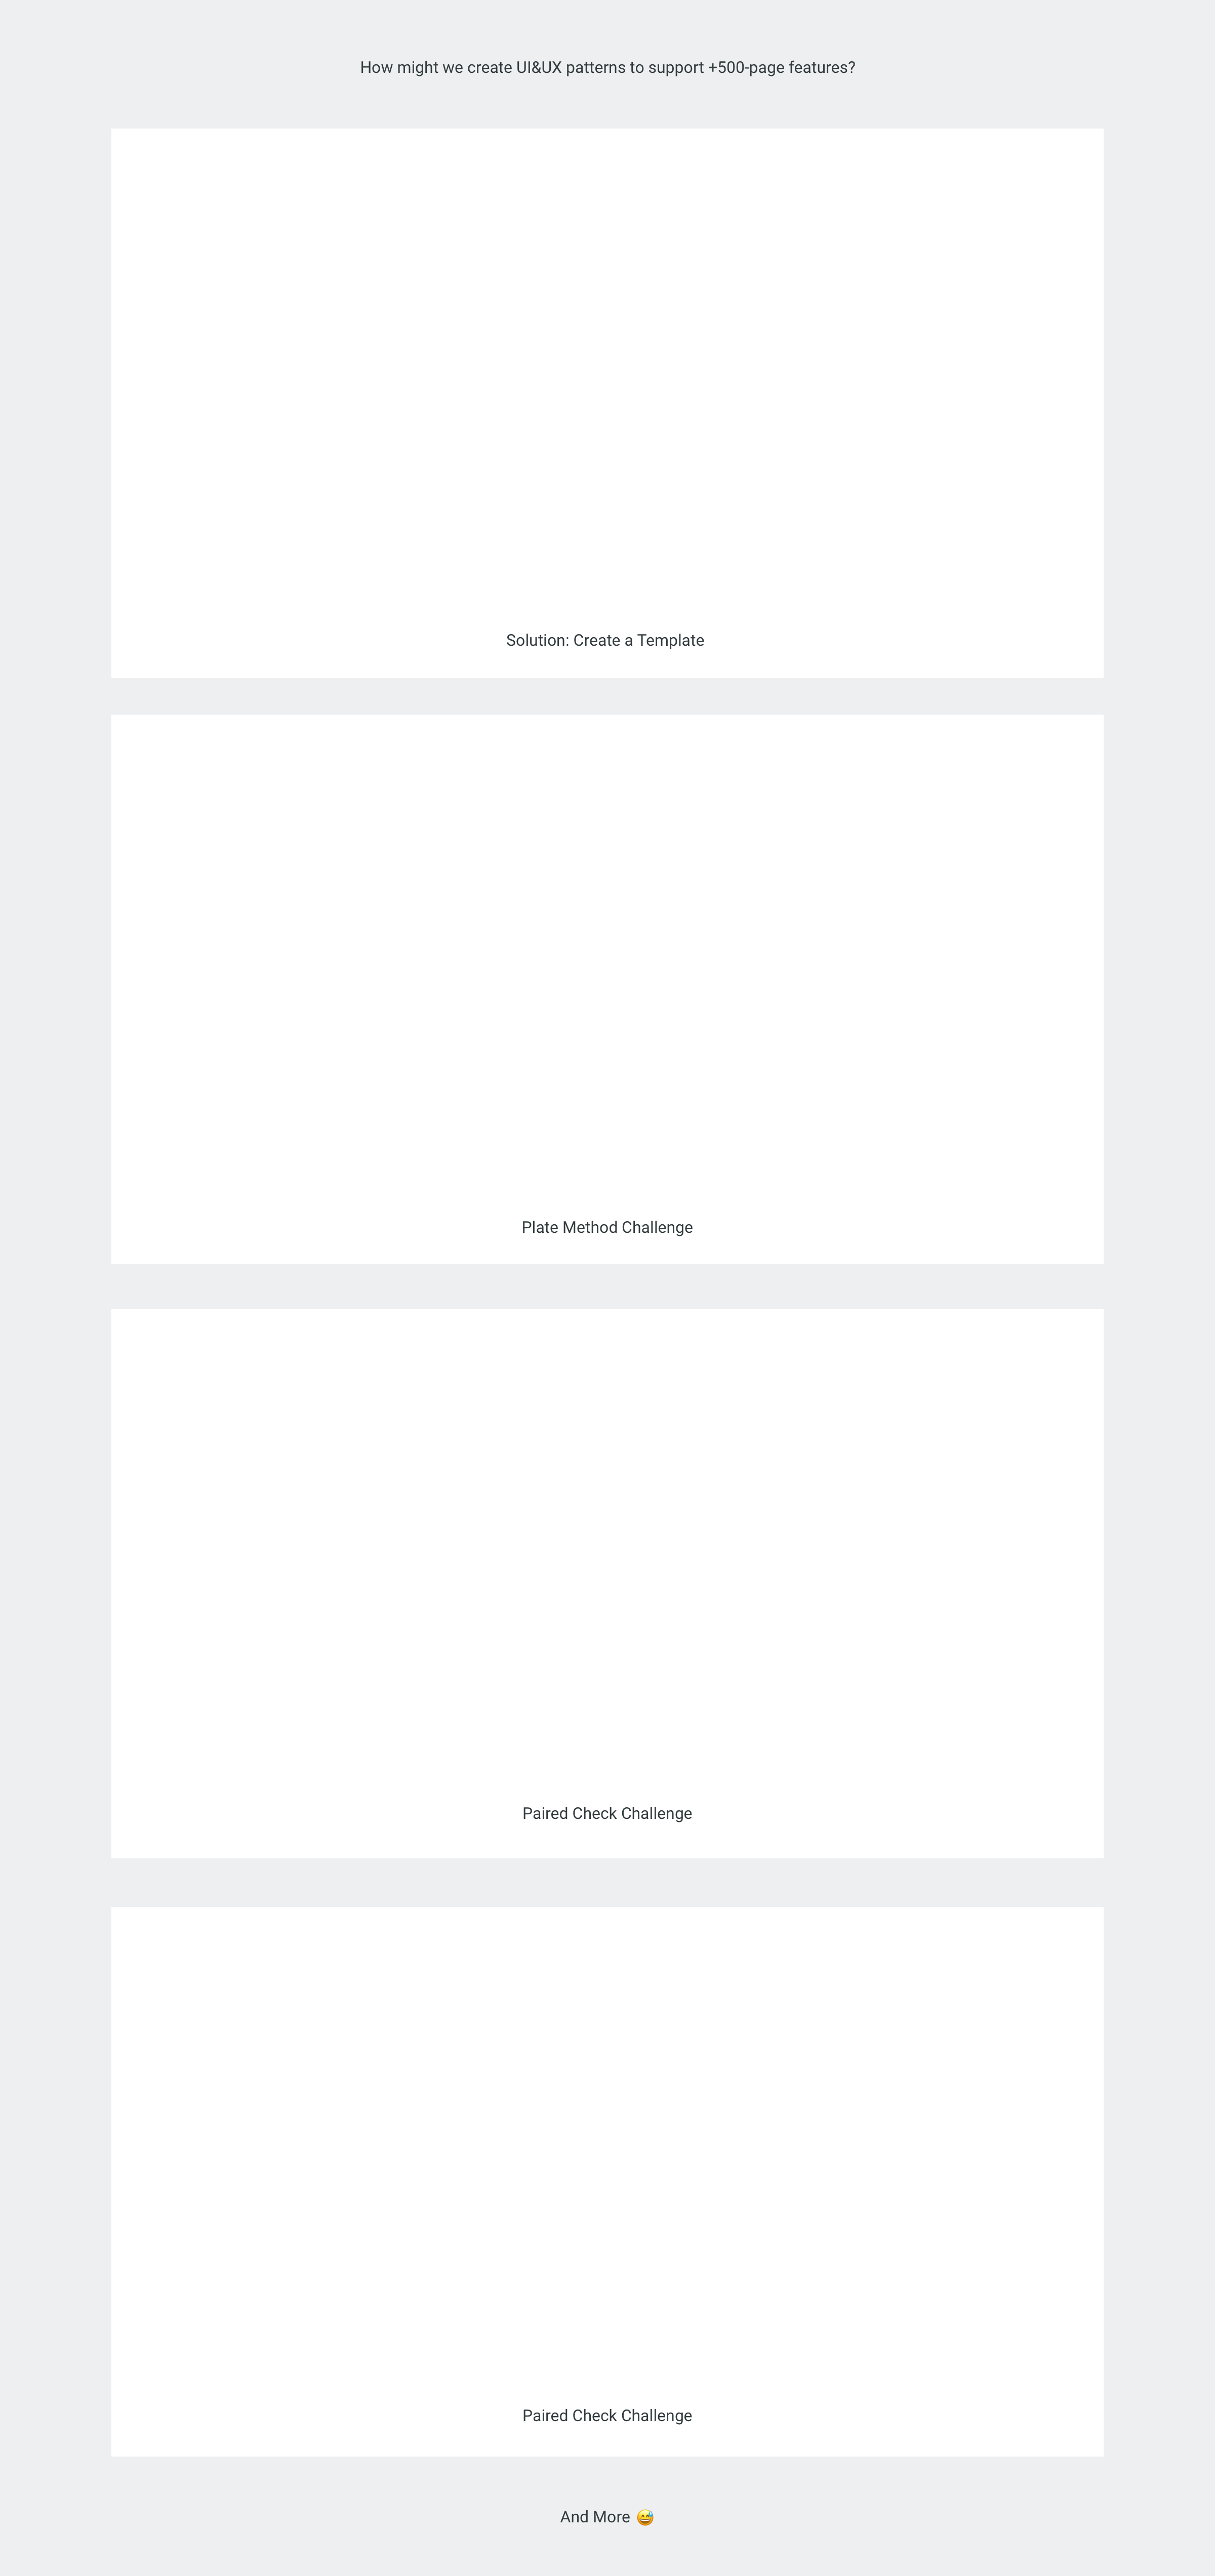 How might we create UI&UX patterns to support +500-page features?
Solution: Create a Template
Plate Method Challenge
Paired Check Challenge
Paired Check Challenge
And More 😅